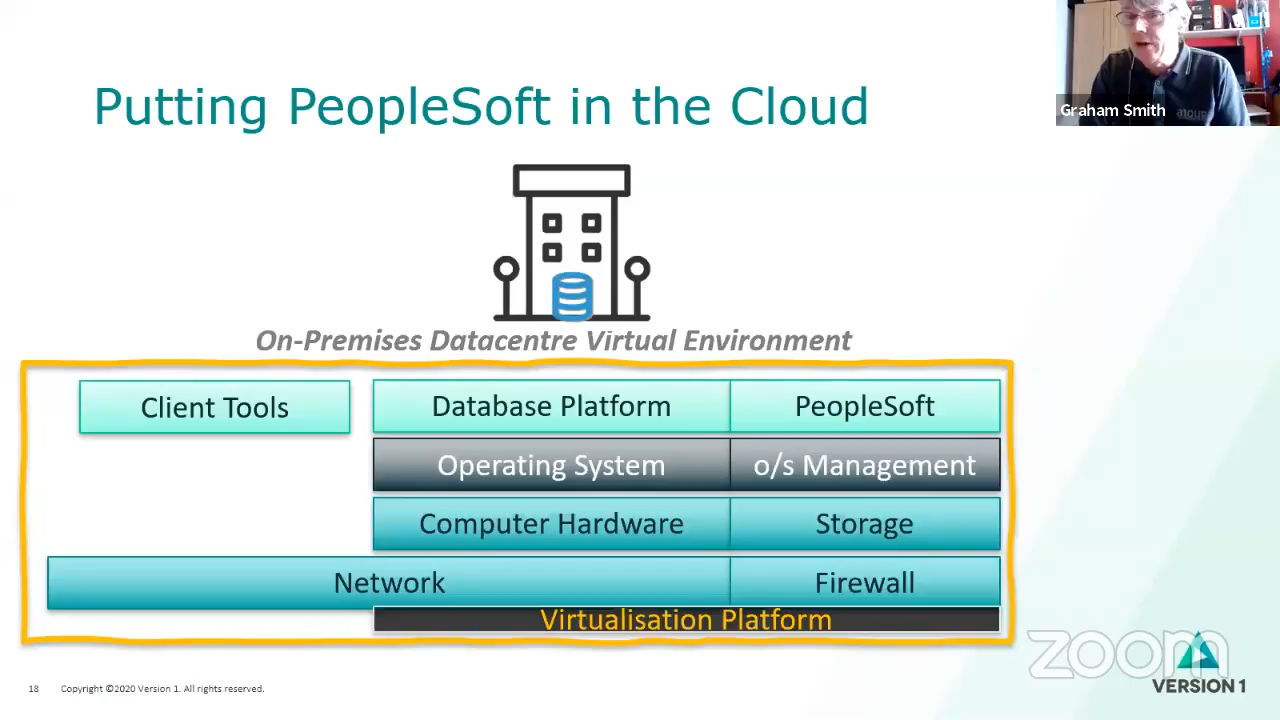 Putting PeopleSoft in the Cloud
Graham Smith
On-Premises Datacentre Virtual Environment
Client Tools
Database Platform
PeopleSoft
Operating System
o/s Management
Computer Hardware
Storage
Network
Firewall
Virtualisation Platform
zoom
VERSION 1
18 Copyright ©2020 Version 1. All rights reserved.